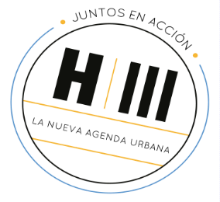 JUNTOS EN ACCIÓN
H III
LA NUEVA AGENDA URBANA